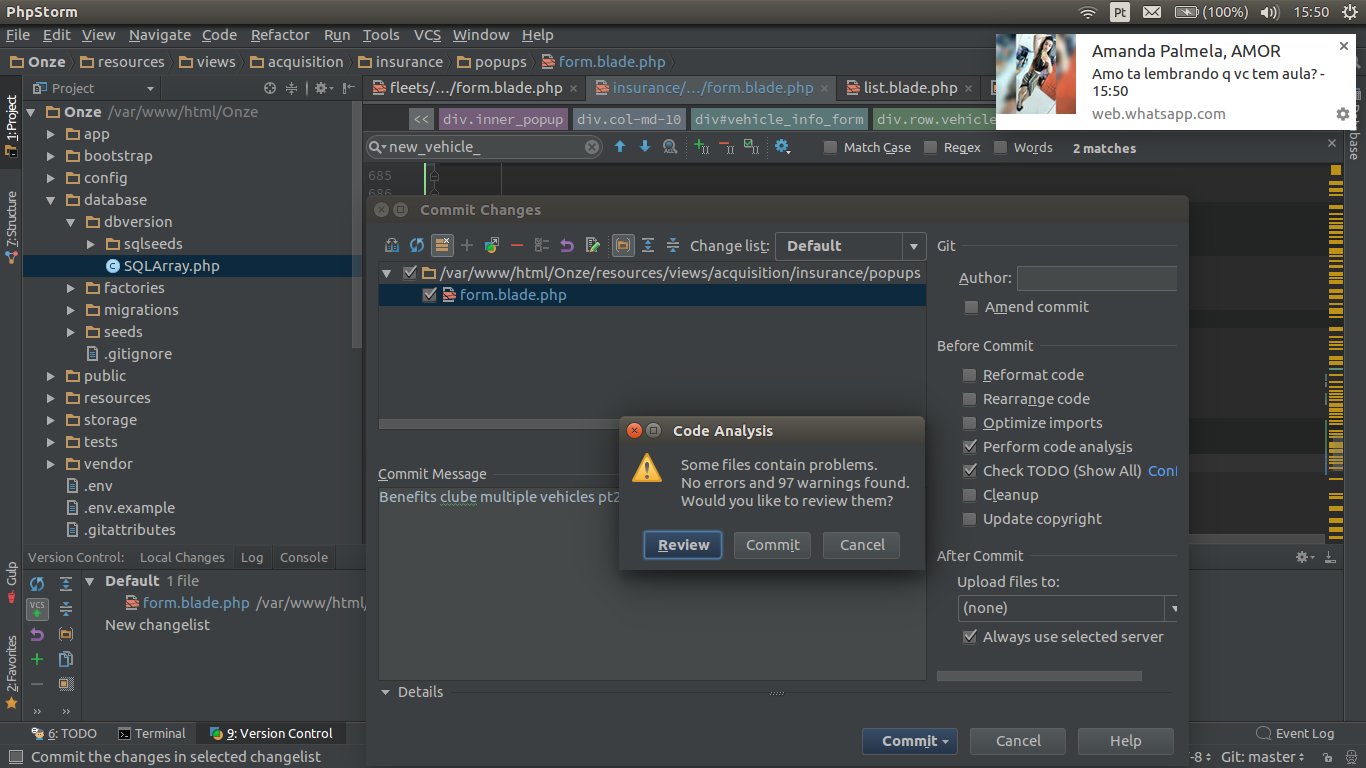 PhpStorm
Pt
(100%)
15:50
File Edit View Navigate Code Refactor Run Tools VCS Window Help
Onze resources views acquisition insurance popups form.blade.php
Amanda Palmela, AMOR
Amo ta lembrando q vc tem aula? -
15:50
web.whatsapp.com
1: Project
7: Structure
Gulp
2: Favorites
Database
Project
fleets/.../form.blade.php
insurance/.../form.blade.php
list.blade.php
<< div.inner_popup div.col-md-10 div#vehicle_info_form div.row.vehicle
new_vehicle_
Match Case
Regex
Words
2 matches
685
686
Onze /var/www/html/Onze
app
bootstrap
config
database
dbversion
sqlseeds
SQLArray.php
factories
migrations
seeds
.gitignore
public
resources
storage
tests
vendor
.env
.env.example
.gitattributes
Commit Changes
Change list: Default
/var/www/html/Onze/resources/views/acquisition/insurance/popups
form.blade.php
Commit Message
Benefits clube multiple vehicles pt2
Details
Git
Author:
Amend commit
Before Commit
Reformat code
Rearrange code
Optimize imports
Perform code analysis
Check TODO (Show All)
Cleanup
Update copyright
After Commit
Upload files to:
(none)
Always use selected server
Commit
Cancel
Help
Code Analysis
Some files contain problems.
No errors and 97 warnings found.
Would you like to review them?
Review
Commit
Cancel
Version Control: Local Changes Log Console
Default 1 file
form.blade.php /var/www/html/
New changelist
6: TODO
Terminal
9: Version Control
Event Log
Commit the changes in selected changelist
-8
Git: master